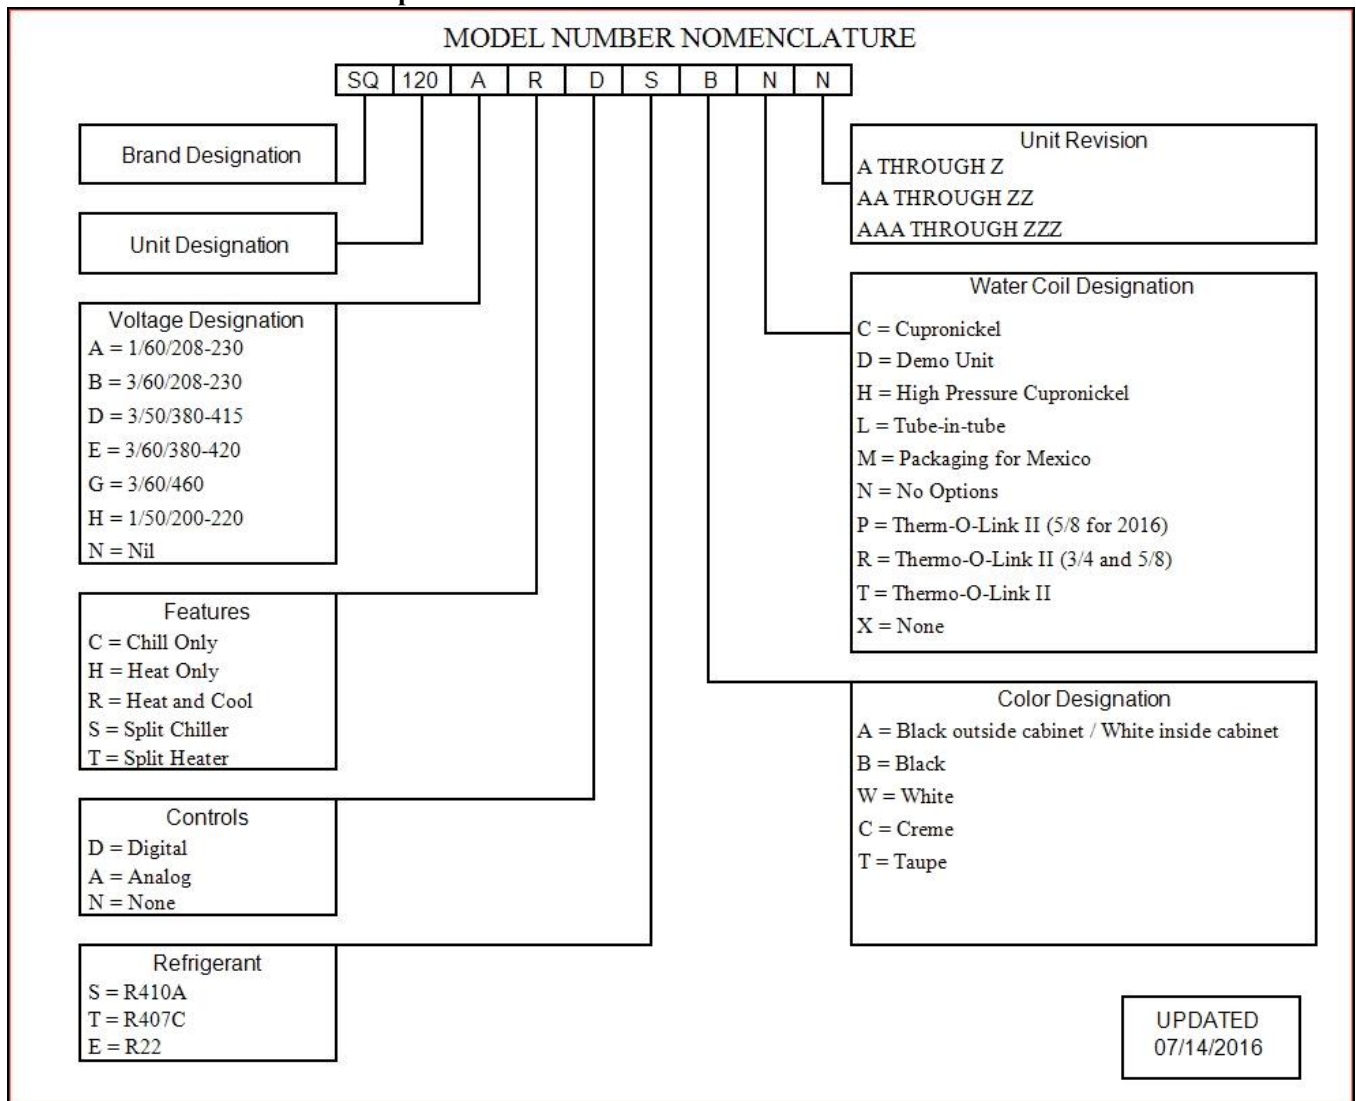 MODEL NUMBER NOMENCLATURE
SQ 120 A R D S B N N
Brand Designation
Unit Designation
Voltage Designation
A = 1/60/208-230
B = 3/60/208-230
D = 3/50/380-415
E = 3/60/380-420
G = 3/60/460
H = 1/50/200-220
N = Nil
Features
C = Chill Only
H = Heat Only
R = Heat and Cool
S = Split Chiller
T = Split Heater
Controls
D = Digital
A = Analog
N = None
Refrigerant
S = R410A
T = R407C
E = R22
Unit Revision
A THROUGH Z
AA THROUGH ZZ
AAA THROUGH ZZZ
Water Coil Designation
C = Cupronickel
D = Demo Unit
H = High Pressure Cupronickel
L = Tube-in-tube
M = Packaging for Mexico
N = No Options
P = Therm-O-Link II (5/8 for 2016)
R = Thermo-O-Link II (3/4 and 5/8)
T = Thermo-O-Link II
X = None
Color Designation
A = Black outside cabinet / White inside cabinet
B = Black
W = White
C = Creme
T = Taupe
UPDATED
07/14/2016